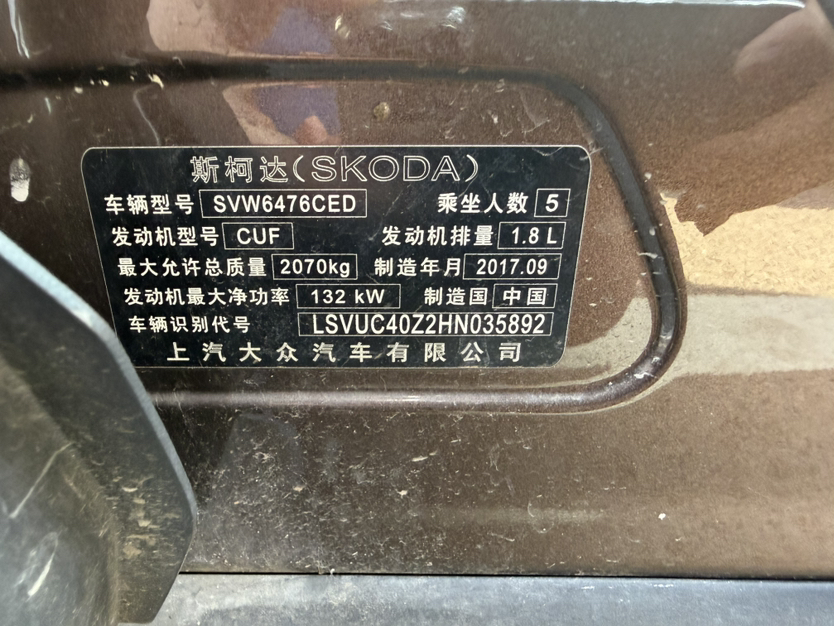 斯柯达(SKODA)
车辆型号 SVW6476CED 乘坐人数 5
发动机型号 CUF 发动机排量 1.8 L
最大允许总质量 2070kg 制造年月 2017.09
发动机最大净功率 132 kW 制造国 中国
车辆识别代号 LSVUC40Z2HN035892
上汽大众汽车有限公司